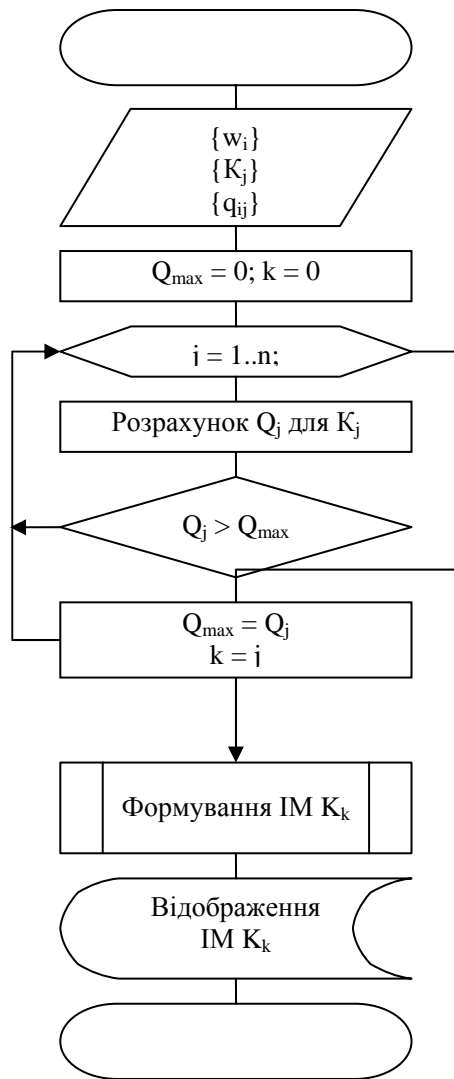 {wᵢ}
{Kⱼ}
{qᵢⱼ}
Qₘₐₓ = 0; k = 0
j = 1..n;
Розрахунок Qⱼ для Kⱼ
Qⱼ > Qₘₐₓ
Qₘₐₓ = Qⱼ
k = j
Формування ІМ Kₖ
Відображення
ІМ Kₖ